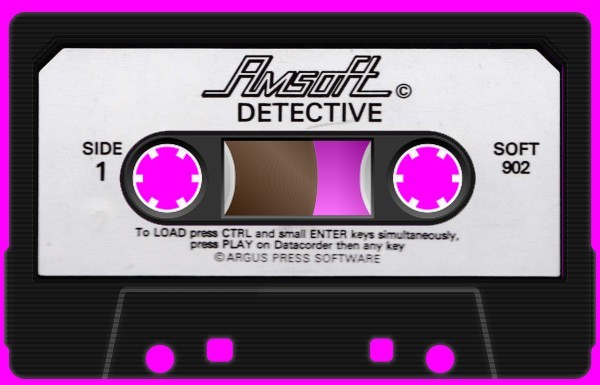 Amsoft ©
DETECTIVE
SIDE
1
SOFT
902
To LOAD press CTRL and small ENTER keys simultaneously,
press PLAY on Datacorder then any key
©ARGUS PRESS SOFTWARE